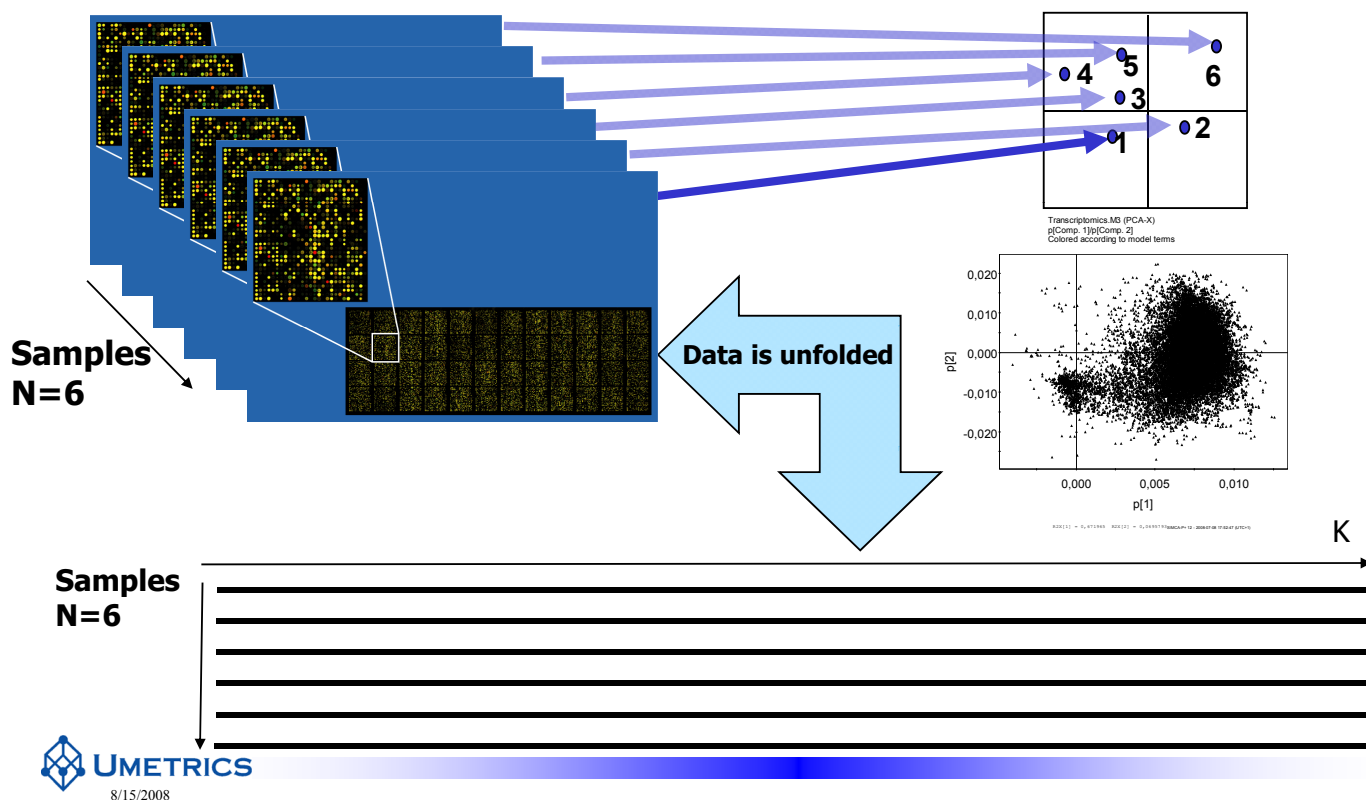 4
5
6
3
1
2
Transcriptomics.M3 (PCA-X)
p[Comp. 1]/p[Comp. 2]
Colored according to model terms
Samples
N=6
Data is unfolded
0,020
0,010
0,000
-0,010
-0,020
p[2]
0,000
0,005
0,010
p[1]
K
Samples
N=6
UMETRICS
8/15/2008